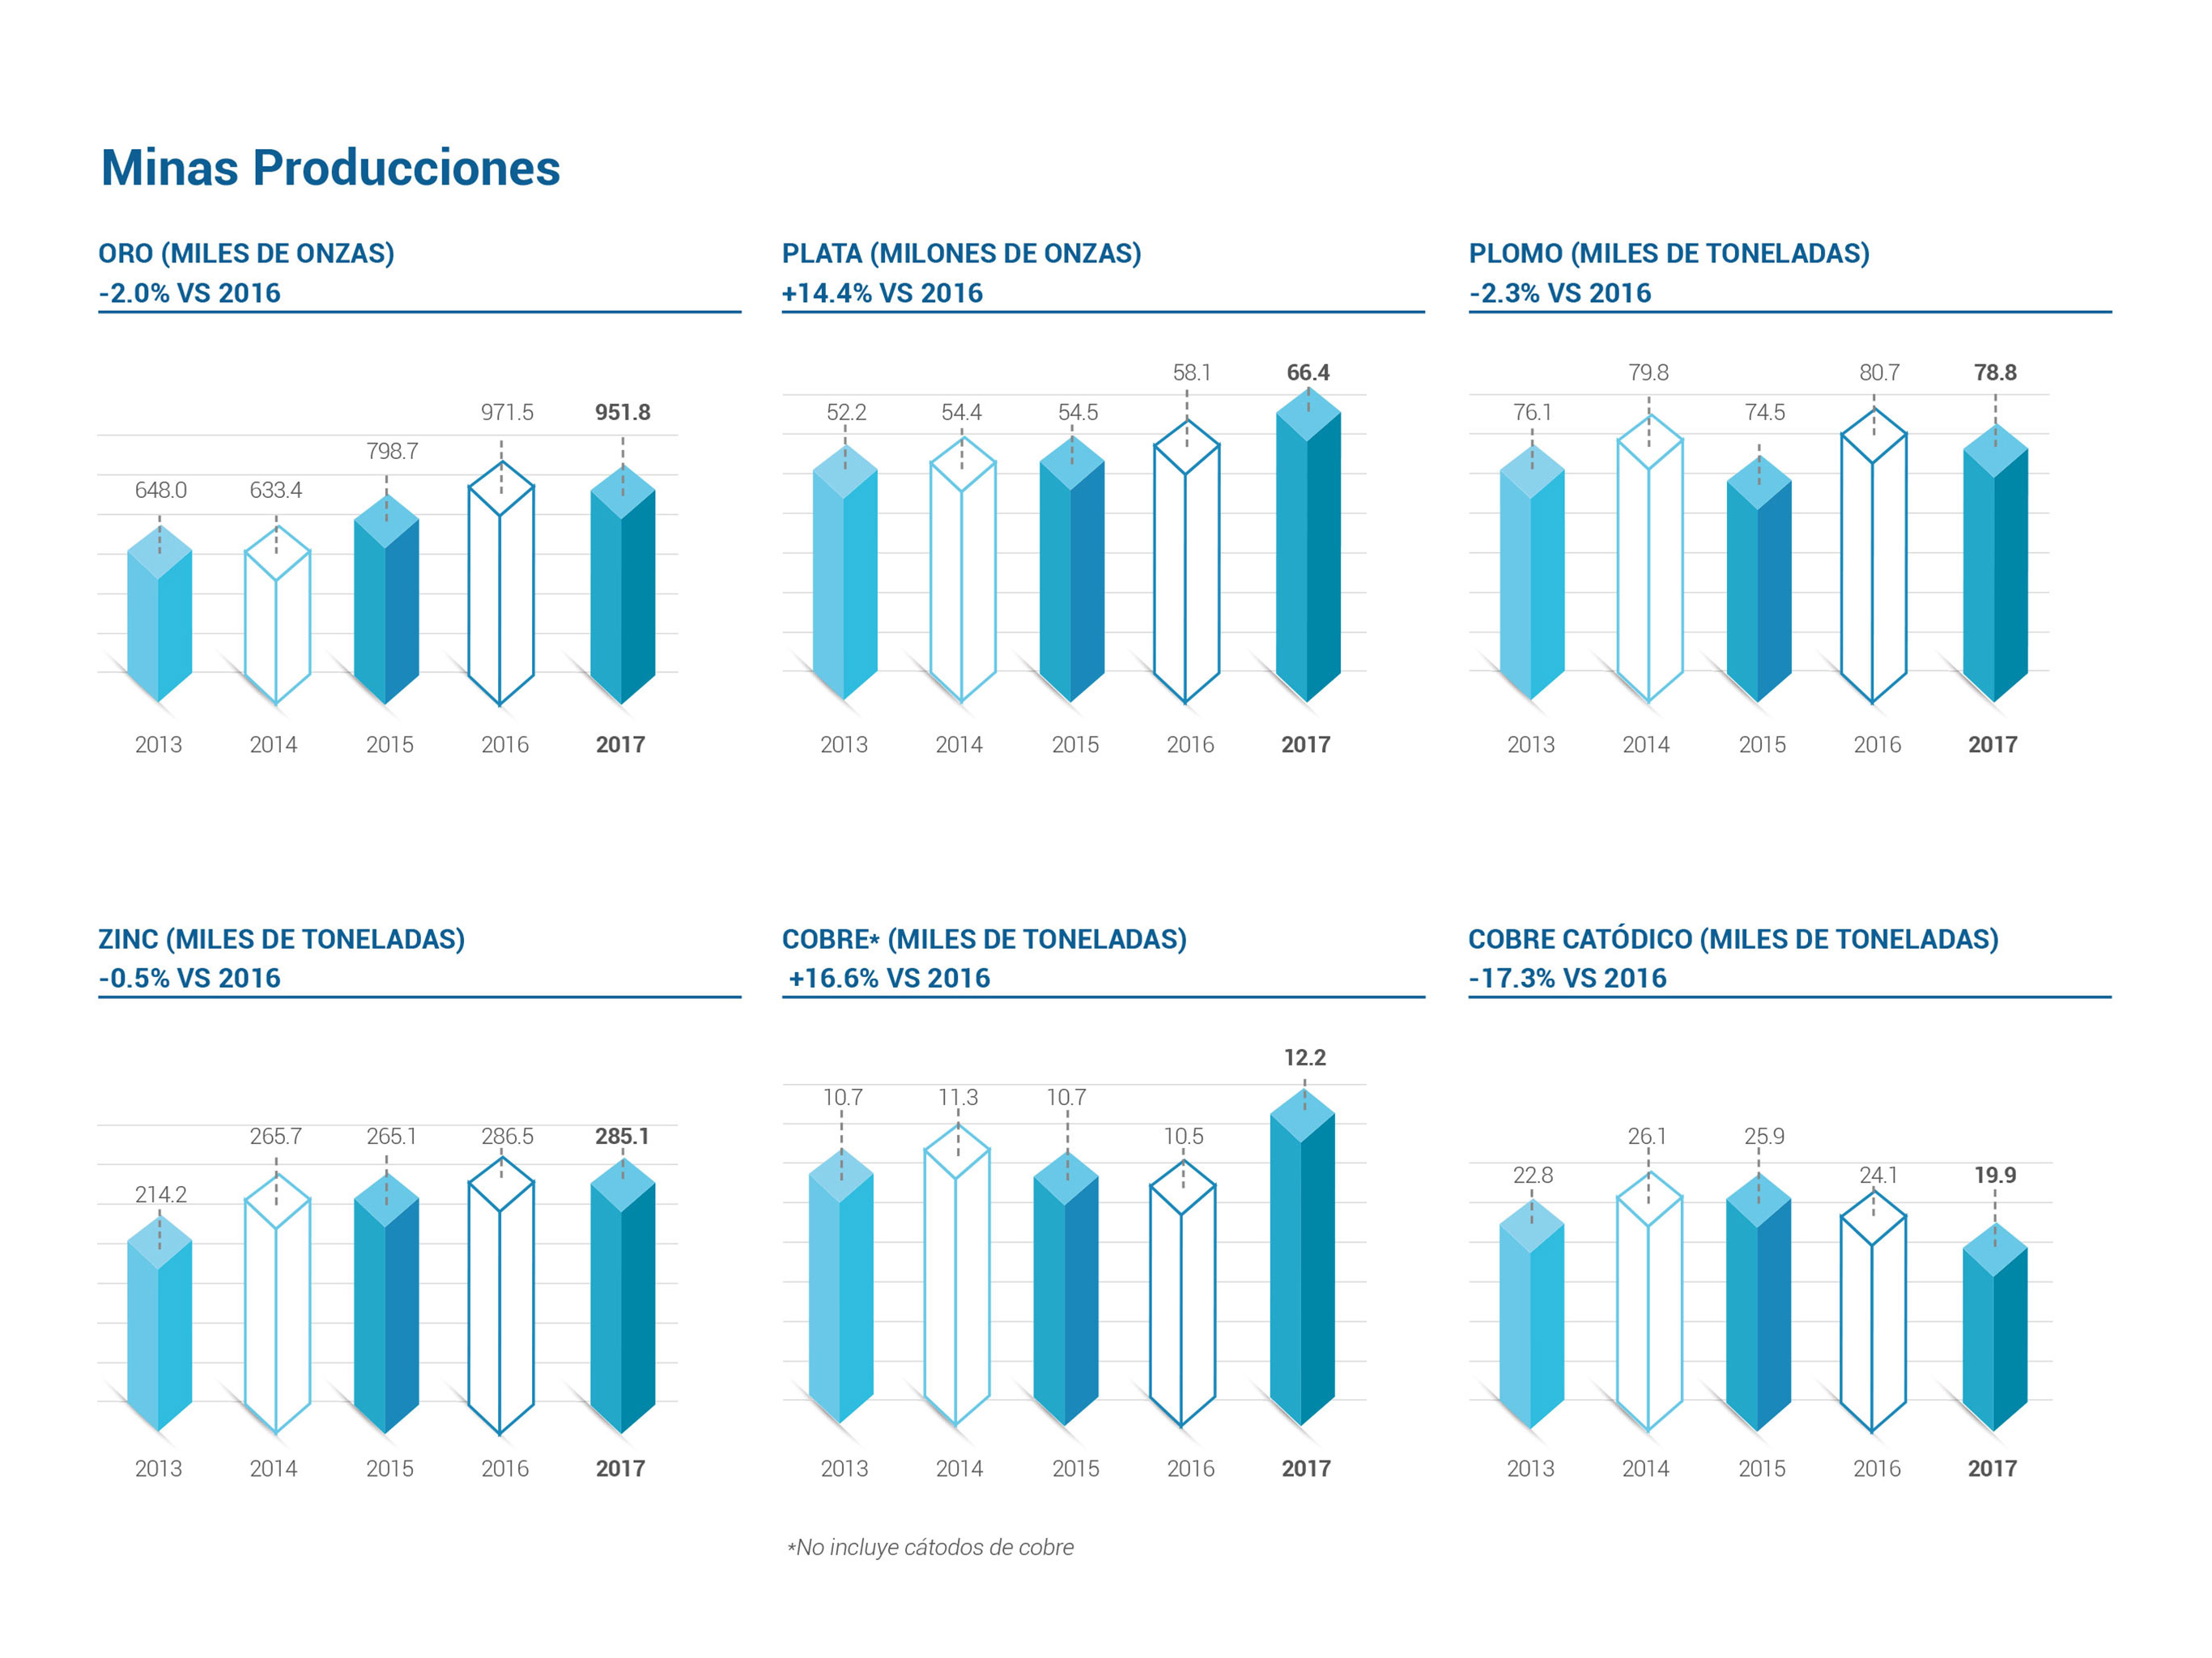 Minas Producciones
ORO (MILES DE ONZAS)
-2.0% VS 2016
648.0 633.4 798.7 971.5 951.8
2013 2014 2015 2016 2017
PLATA (MILONES DE ONZAS)
+14.4% VS 2016
52.2 54.4 54.5 58.1 66.4
2013 2014 2015 2016 2017
PLOMO (MILES DE TONELADAS)
-2.3% VS 2016
76.1 79.8 74.5 80.7 78.8
2013 2014 2015 2016 2017
ZINC (MILES DE TONELADAS)
-0.5% VS 2016
214.2 265.7 265.1 286.5 285.1
2013 2014 2015 2016 2017
COBRE* (MILES DE TONELADAS)
+16.6% VS 2016
10.7 11.3 10.7 10.5 12.2
2013 2014 2015 2016 2017
*No incluye cátodos de cobre
COBRE CATÓDICO (MILES DE TONELADAS)
-17.3% VS 2016
22.8 26.1 25.9 24.1 19.9
2013 2014 2015 2016 2017